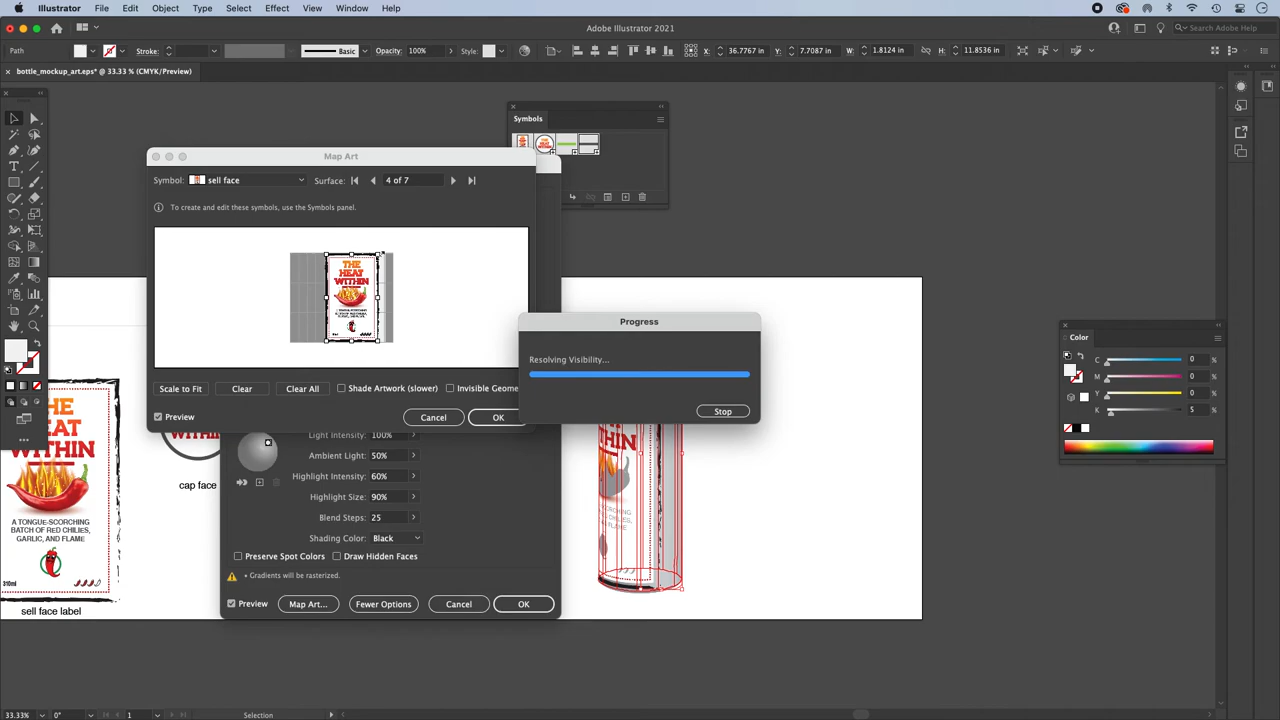 Illustrator File Edit Object Type Select Effect View Window Help
Adobe Illustrator 2021
Search Adobe Help
Path Stroke: Basic Opacity: 100% Style: X: 36.7767 in Y: 7.7087 in W: 1.8124 in H: 11.8536 in
bottle_mockup_art.eps* @ 33.33 % (CMYK/Preview)
Symbols
Map Art
Symbol: sell face Surface: 4 of 7
To create and edit these symbols, use the Symbols panel.
THE
HEAT
WITHIN
Scale to Fit Clear Clear All Shade Artwork (slower) Invisible Geome
Preview Cancel OK
Progress
Resolving Visibility...
Stop
Color
C 0 %
M 0 %
Y 0 %
K 5 %
Light Intensity: 100%
Ambient Light: 50%
Highlight Intensity: 60%
Highlight Size: 90%
Blend Steps: 25
Shading Color: Black
Preserve Spot Colors Draw Hidden Faces
• Gradients will be rasterized.
Preview Map Art... Fewer Options Cancel OK
THE
EAT
WITHIN
A TONGUE-SCORCHING
BATCH OF RED CHILIES,
GARLIC, AND FLAME
310ml
sell face label
cap face
33.33% 0° 1 Selection